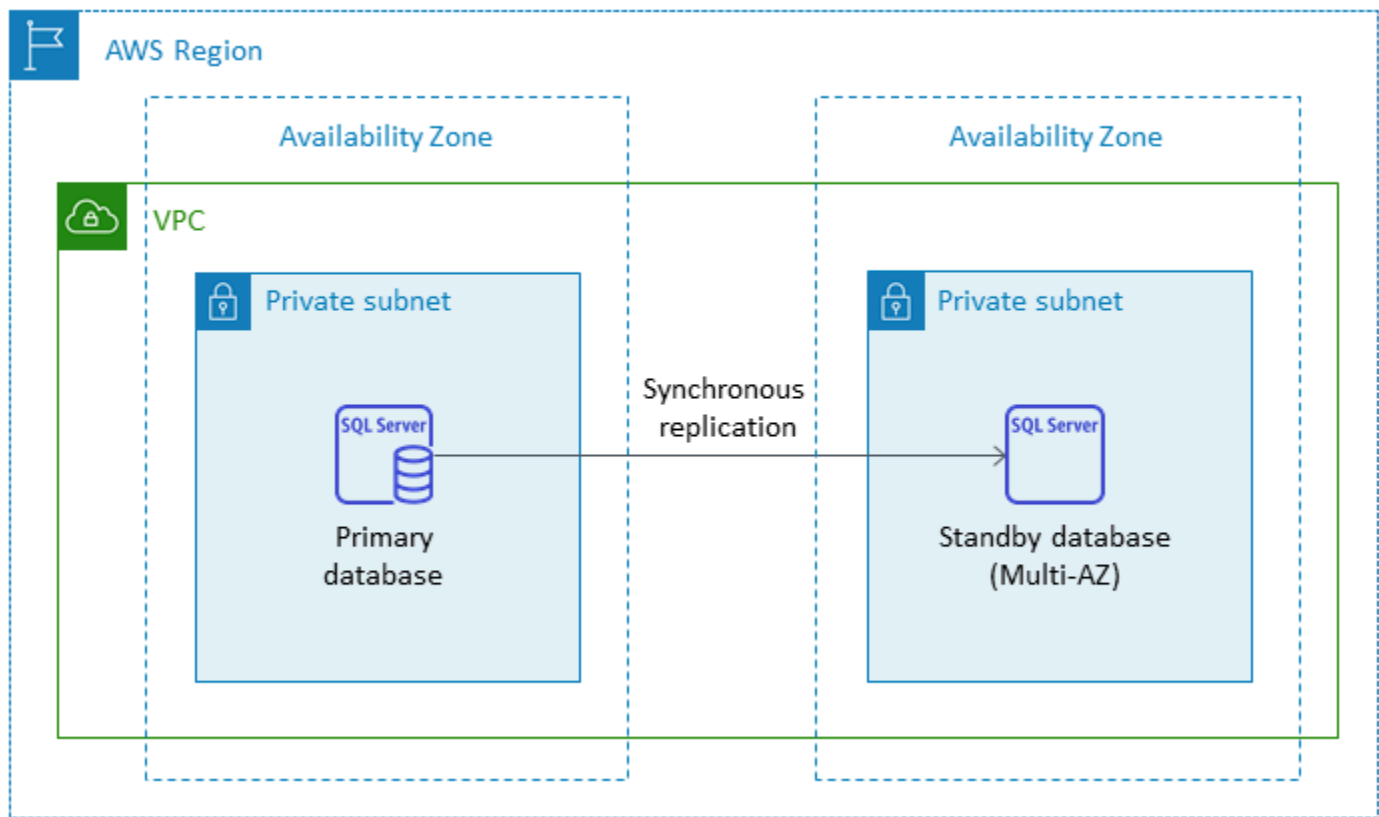 AWS Region
Availability Zone
Availability Zone
VPC
Private subnet
Private subnet
Synchronous
replication
SQL Server
SQL Server
Primary
database
Standby database
(Multi-AZ)